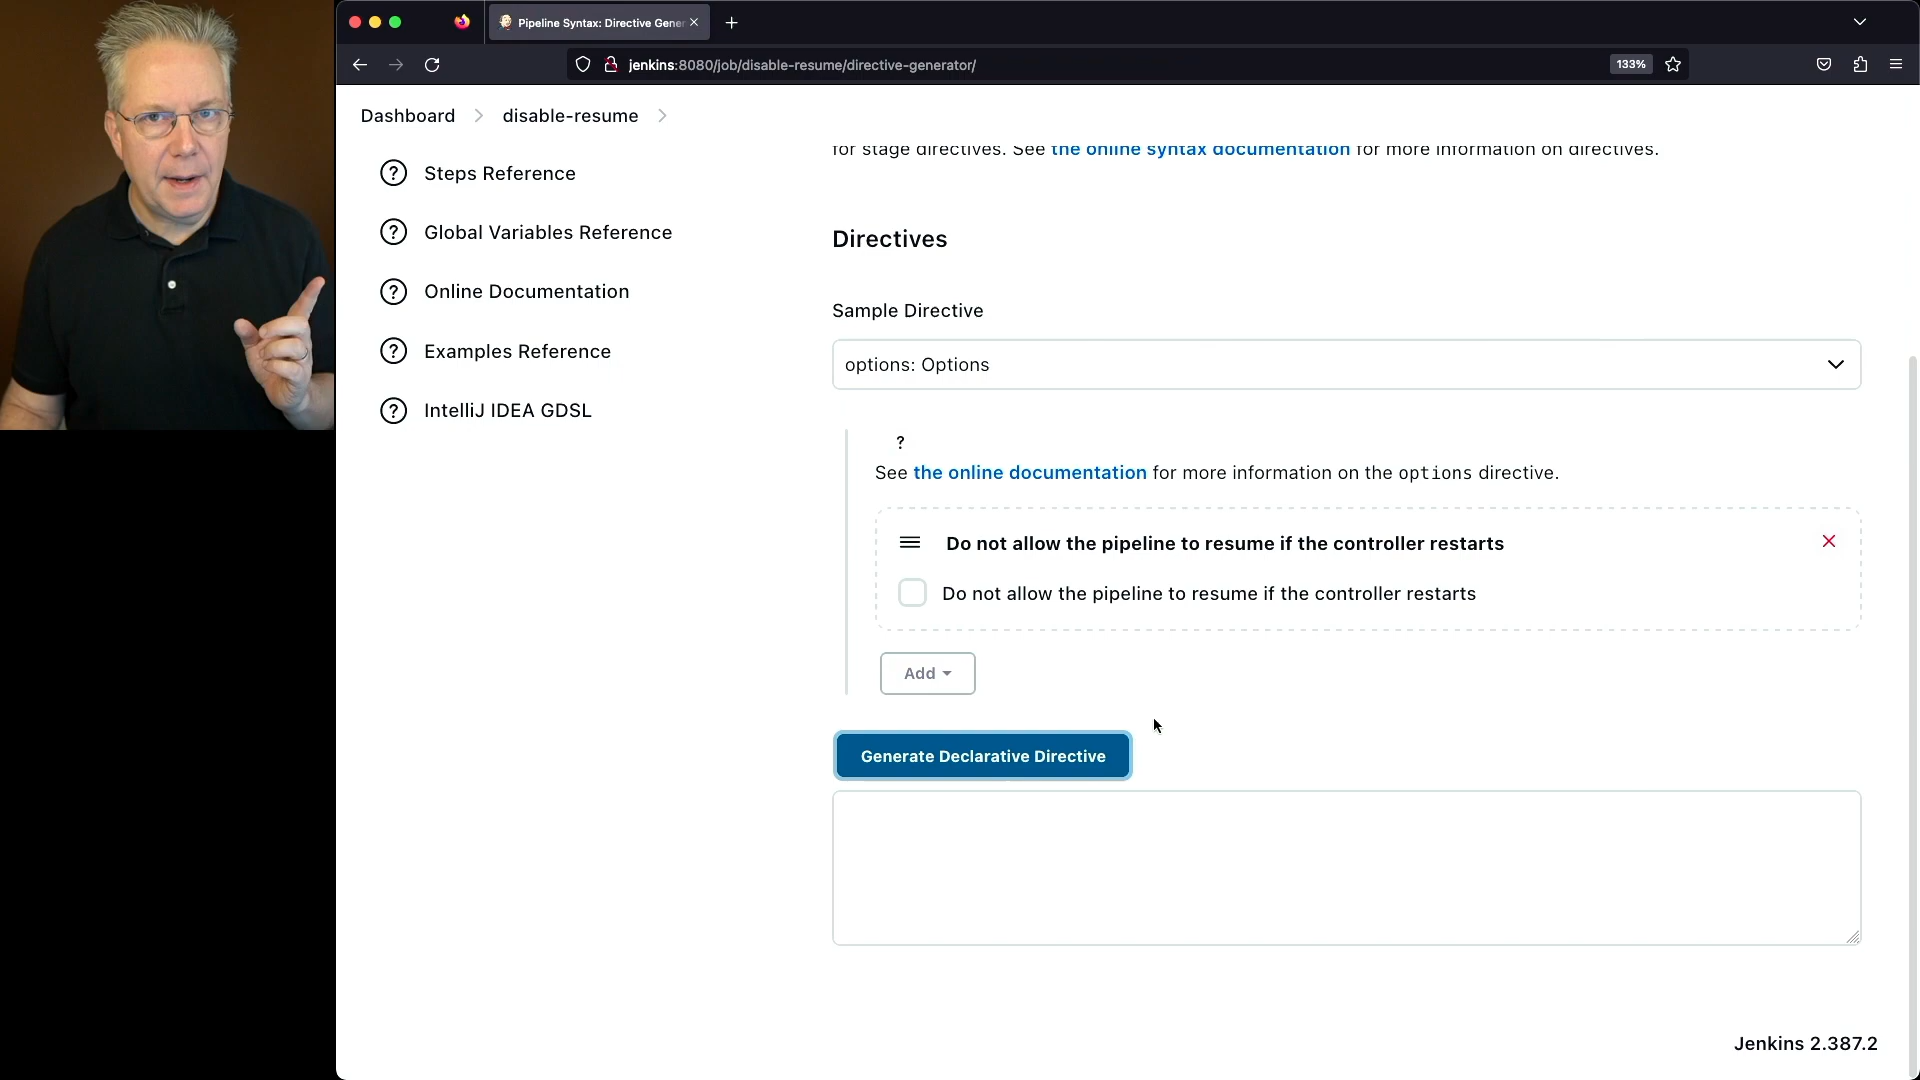 Pipeline Syntax: Directive Gener
jenkins:8080/job/disable-resume/directive-generator/
133%
Dashboard
disable-resume
for stage directives. See the online syntax documentation for more information on directives.
? Steps Reference
? Global Variables Reference
? Online Documentation
? Examples Reference
? IntelliJ IDEA GDSL
Directives
Sample Directive
options: Options
?
See the online documentation for more information on the options directive.
Do not allow the pipeline to resume if the controller restarts
Do not allow the pipeline to resume if the controller restarts
Add
Generate Declarative Directive
Jenkins 2.387.2